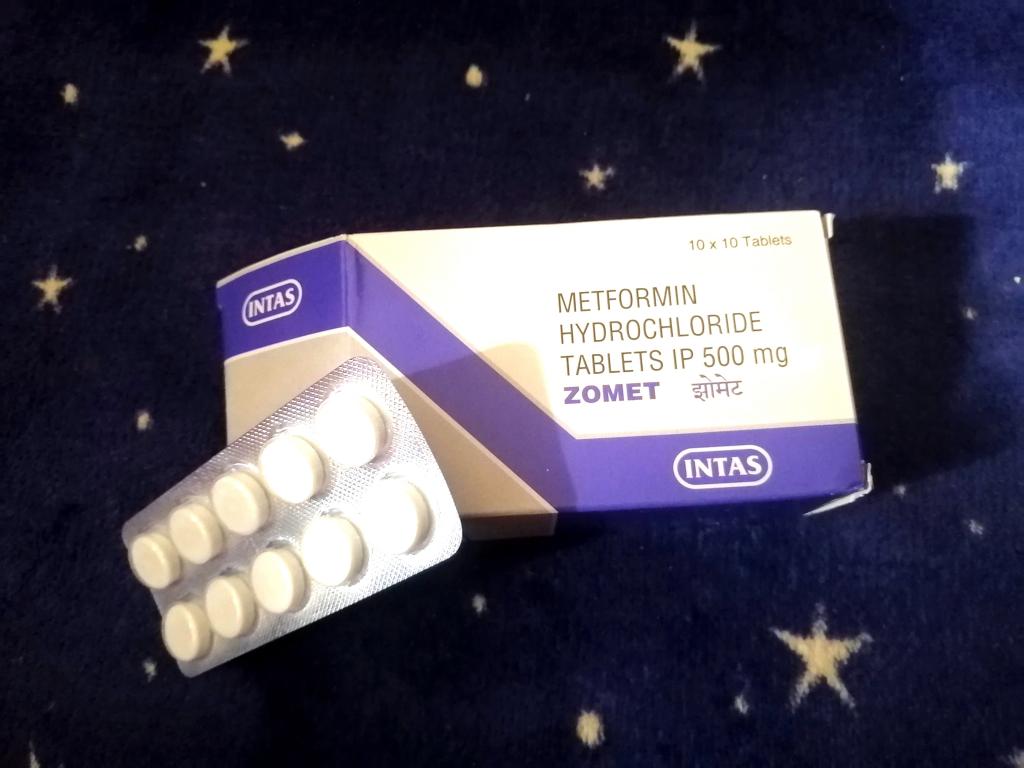 INTAS
10 x 10 Tablets
METFORMIN
HYDROCHLORIDE
TABLETS IP 500 mg
ZOMET झोमेट
INTAS